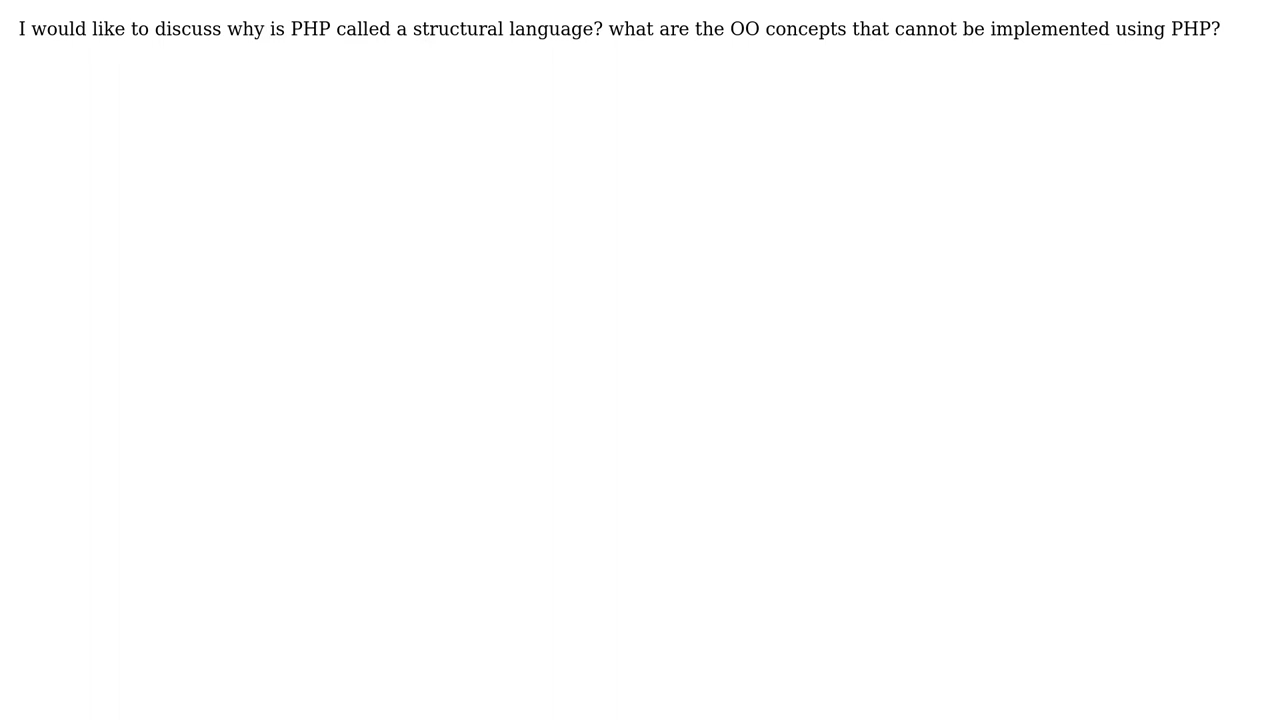 I would like to discuss why is PHP called a structural language? what are the OO concepts that cannot be implemented using PHP?